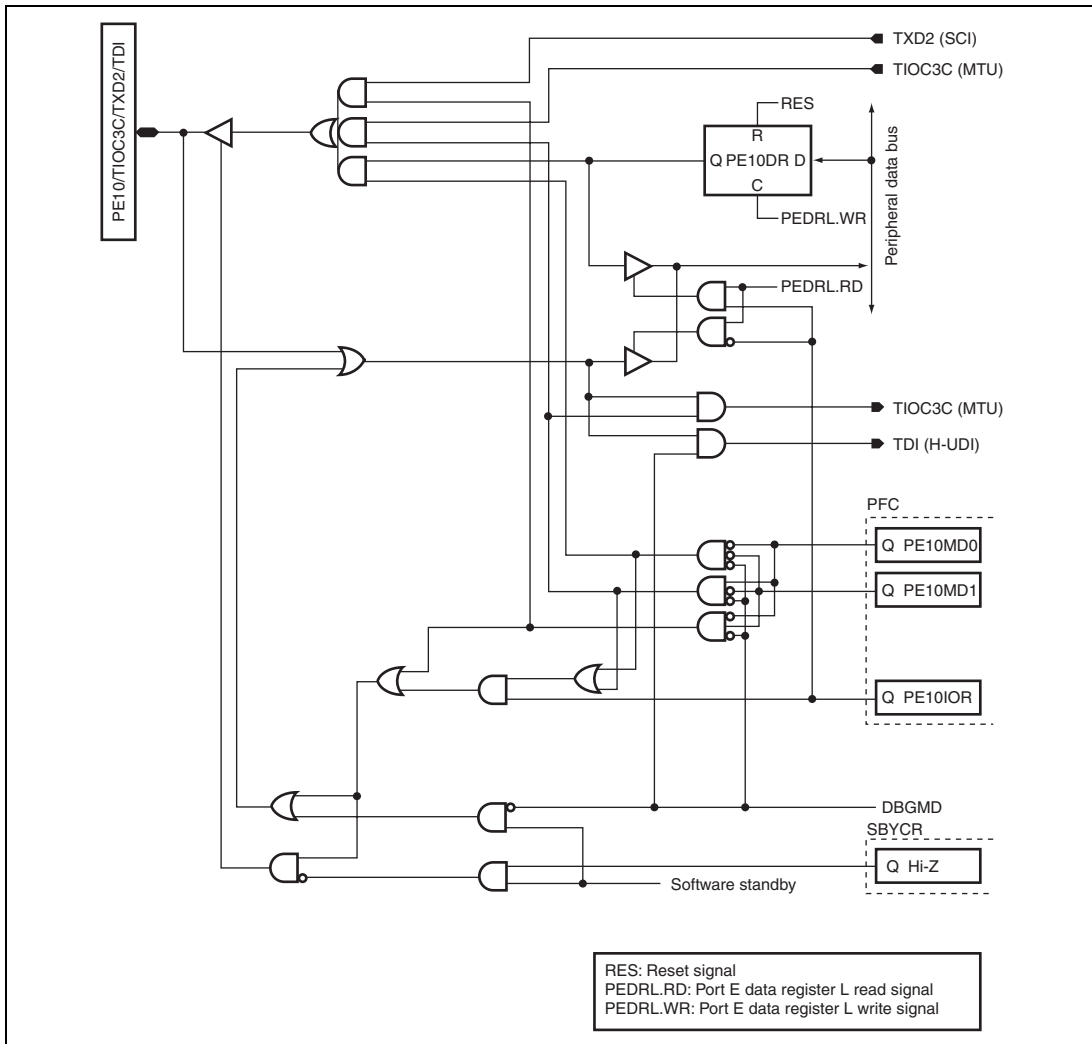 PE10/TIOC3C/TXD2/TDI
TXD2 (SCI)
TIOC3C (MTU)
RES
R
Q PE10DR D
C
PEDRL.WR
Peripheral data bus
PEDRL.RD
TIOC3C (MTU)
TDI (H-UDI)
PFC
Q PE10MD0
Q PE10MD1
Q PE10IOR
DBGMD
SBYCR
Q Hi-Z
Software standby
RES: Reset signal
PEDRL.RD: Port E data register L read signal
PEDRL.WR: Port E data register L write signal